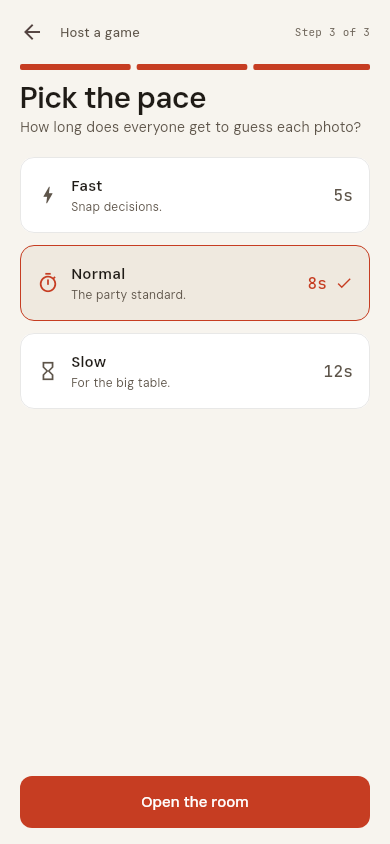 Host a game
Step 3 of 3
Pick the pace
How long does everyone get to guess each photo?
Fast
Snap decisions.
5s
Normal
The party standard.
8s
Slow
For the big table.
12s
Open the room